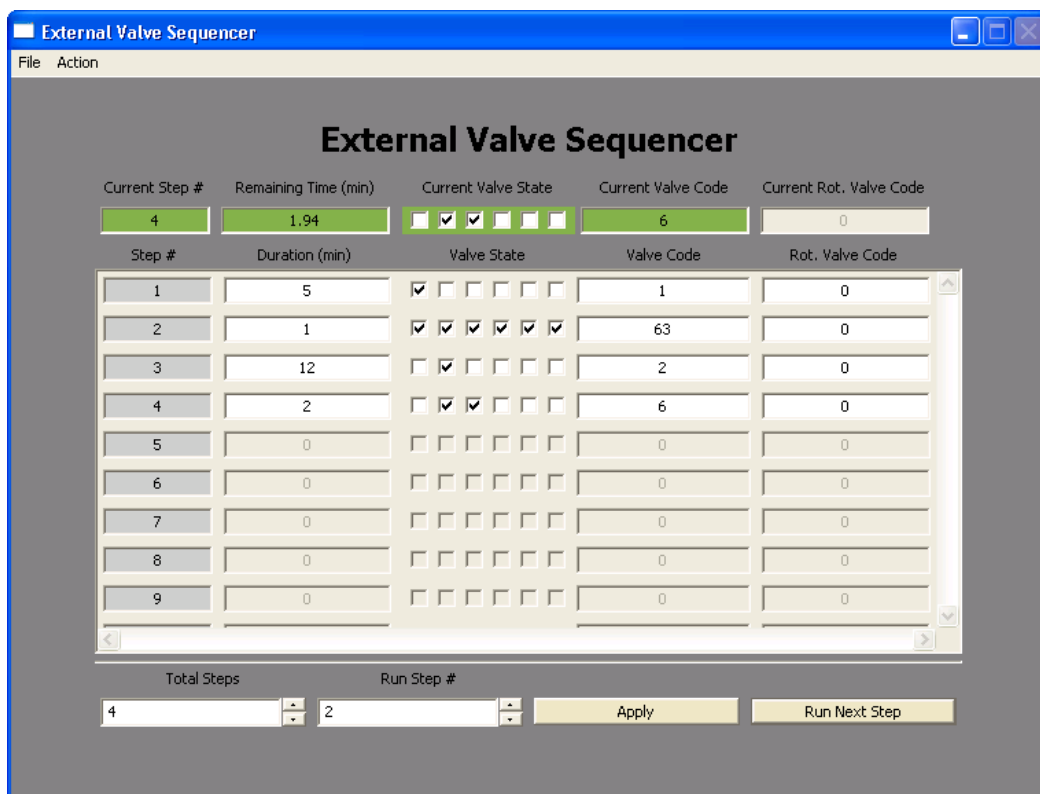 External Valve Sequencer
File Action
External Valve Sequencer
Current Step # Remaining Time (min) Current Valve State Current Valve Code Current Rot. Valve Code
4 1.94 6 0
Step # Duration (min) Valve State Valve Code Rot. Valve Code
1 5 1 0
2 1 63 0
3 12 2 0
4 2 6 0
5 0 0 0
6 0 0 0
7 0 0 0
8 0 0 0
9 0 0 0
Total Steps Run Step #
4 2 Apply Run Next Step